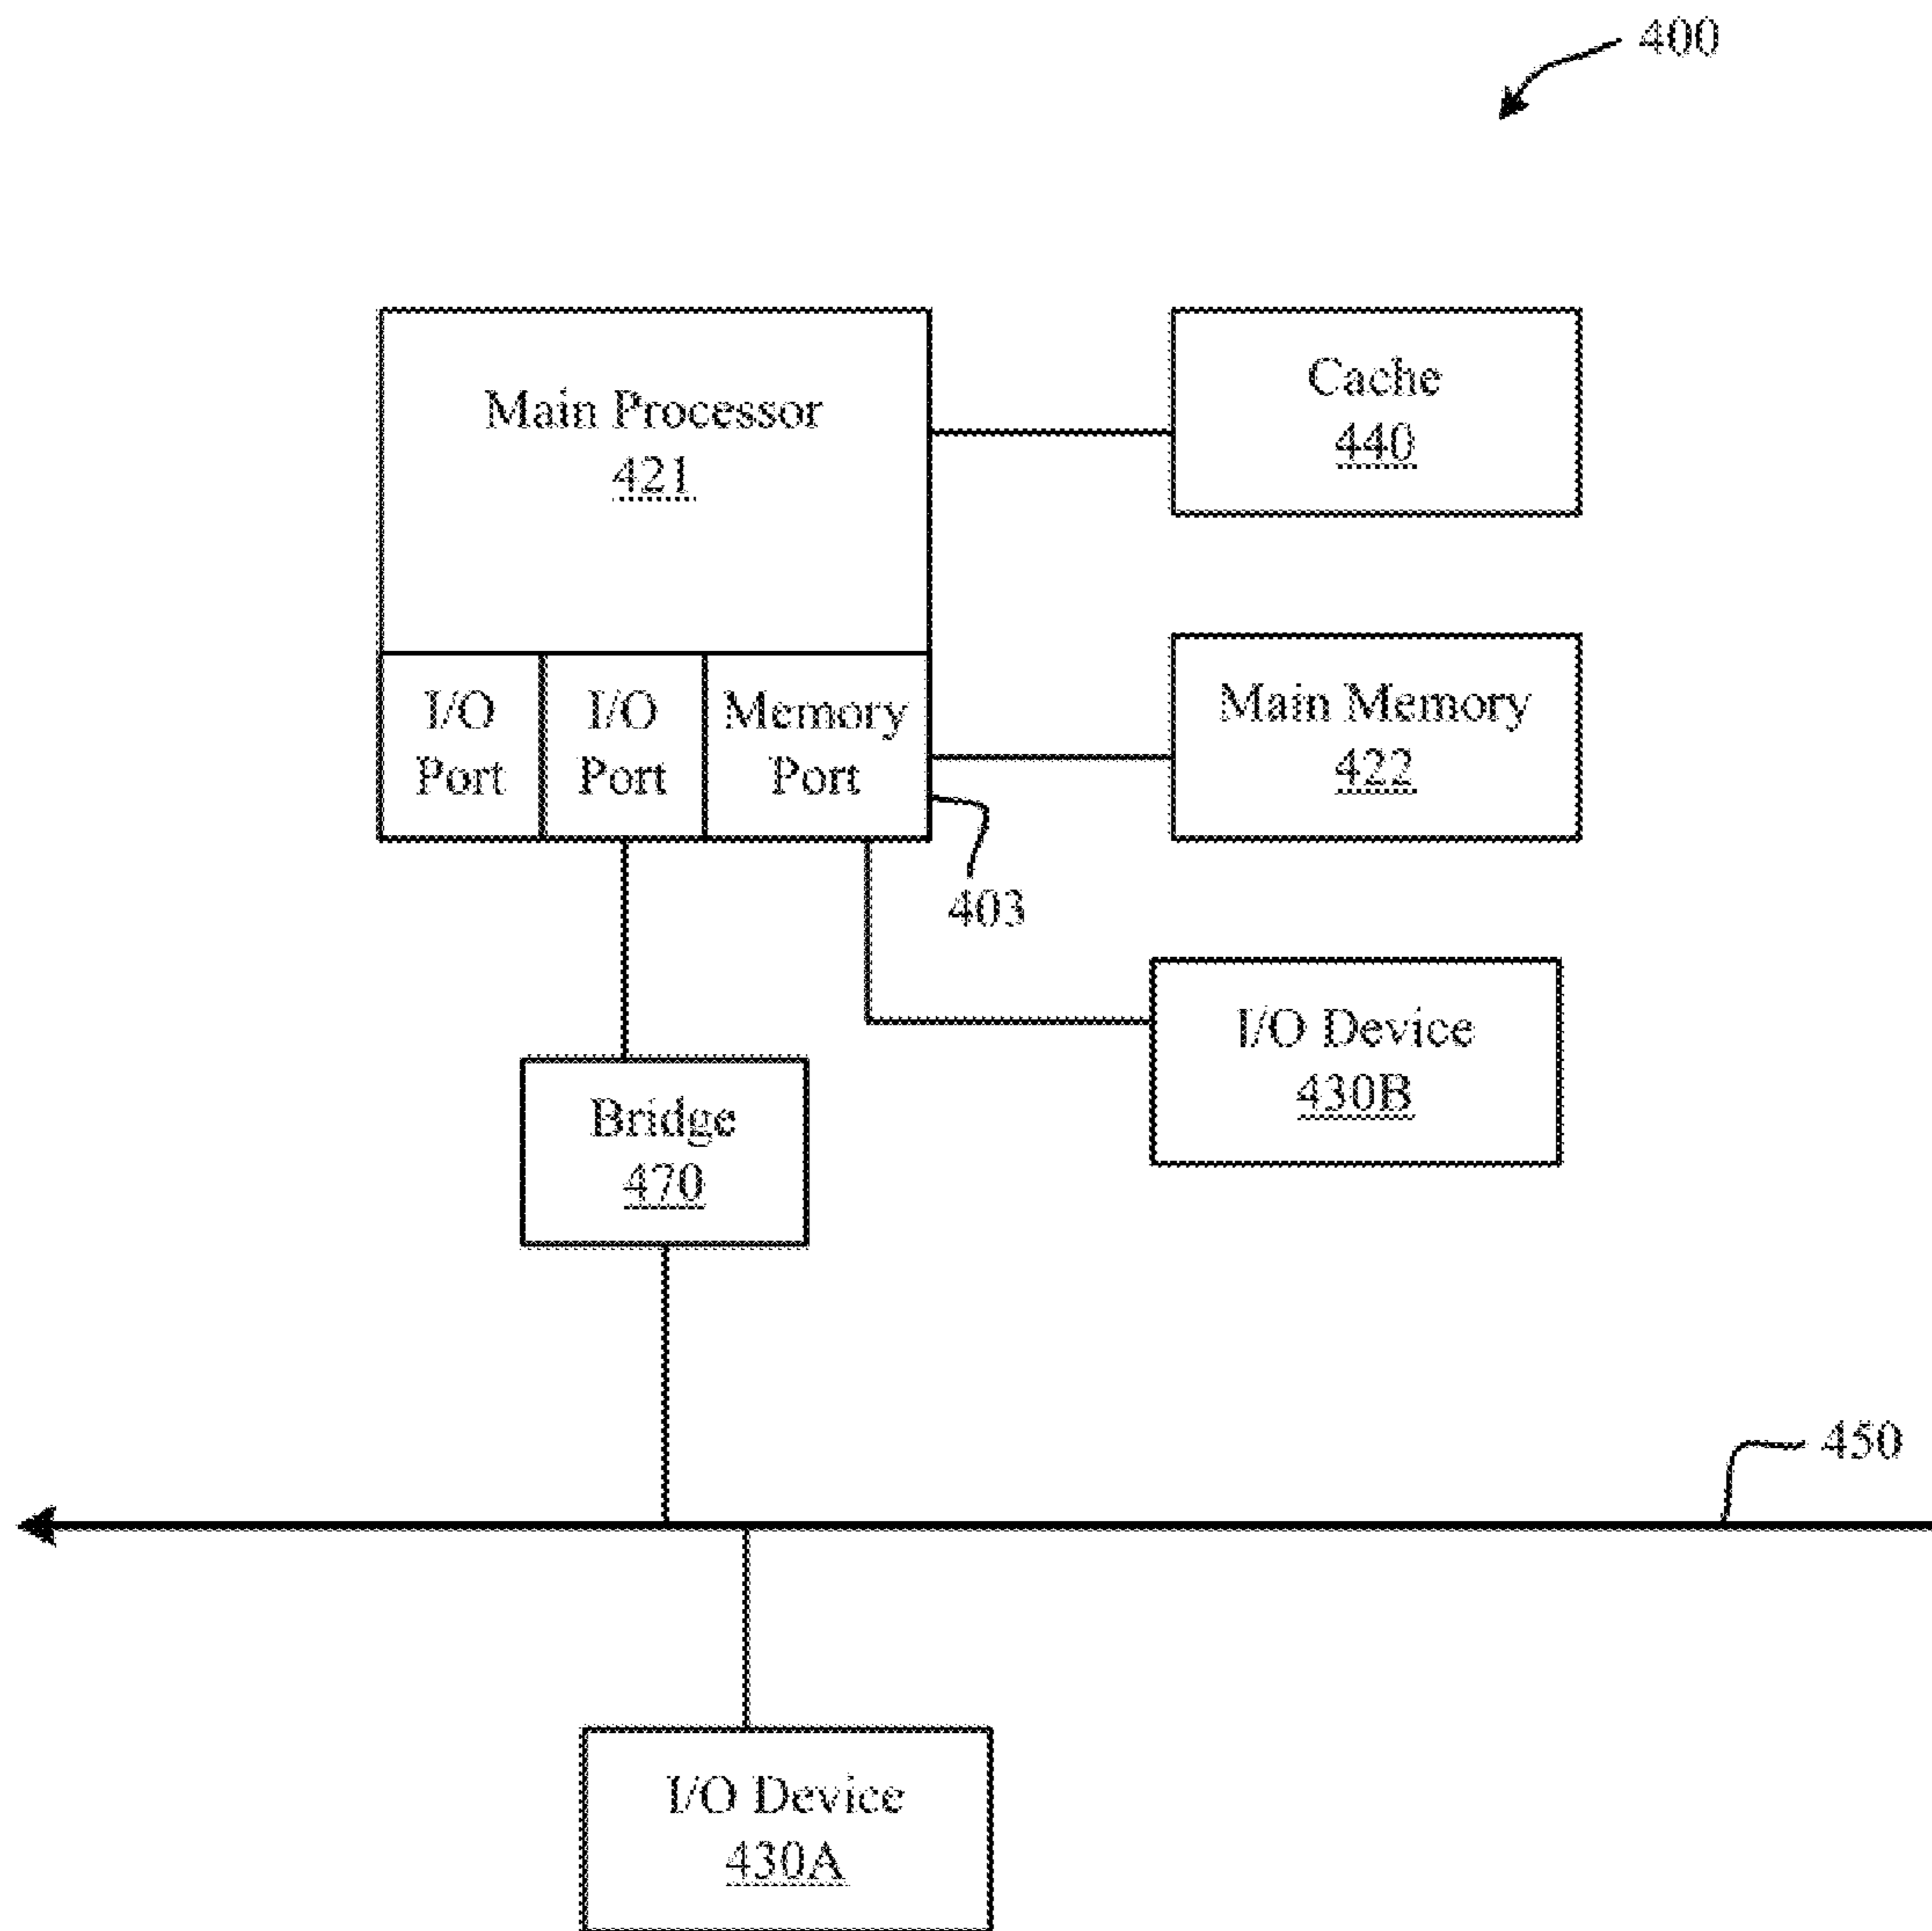 400
Main Processor
421
Cache
440
I/O
Port
I/O
Port
Memory
Port
Main Memory
422
403
I/O Device
430B
Bridge
470
450
I/O Device
430A